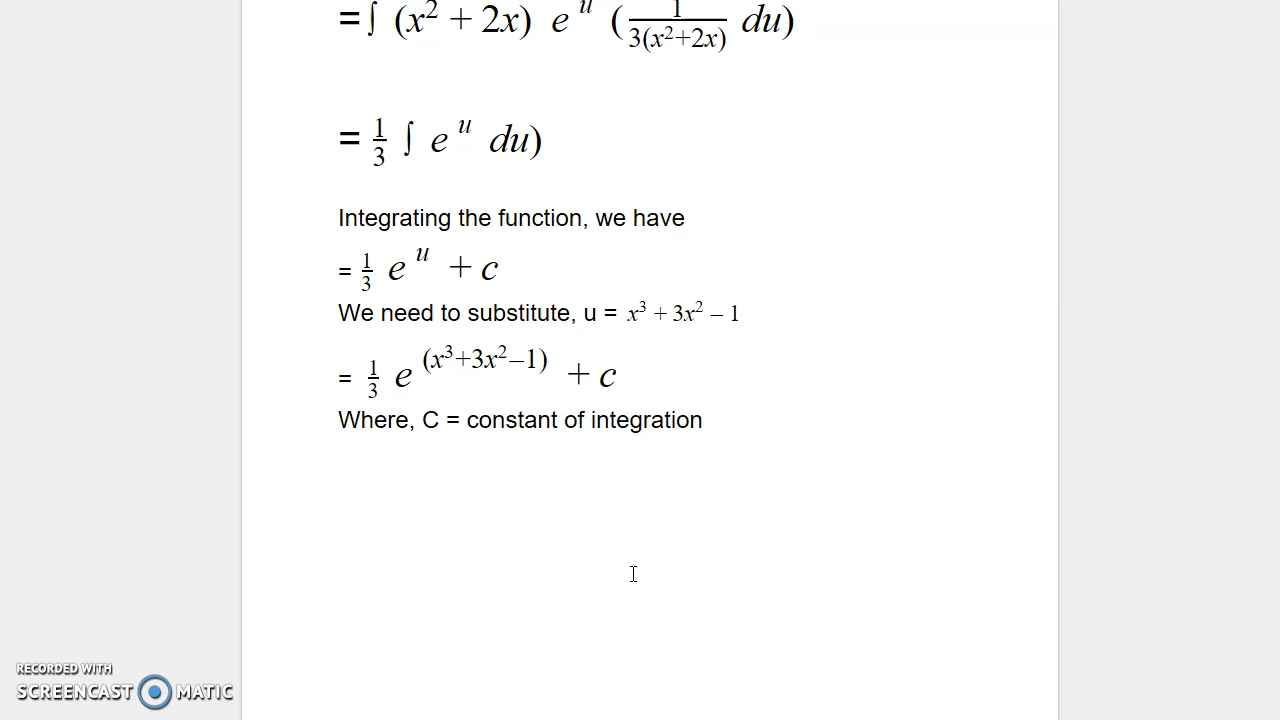 =∫ (x² + 2x) e ᵘ (1/3(x²+2x) du)
= 1/3 ∫ e ᵘ du)
Integrating the function, we have
= 1/3 e ᵘ + c
We need to substitute, u = x³ + 3x² – 1
= 1/3 e ^(x³+3x²–1) + c
Where, C = constant of integration
RECORDED WITH
SCREENCAST MATIC